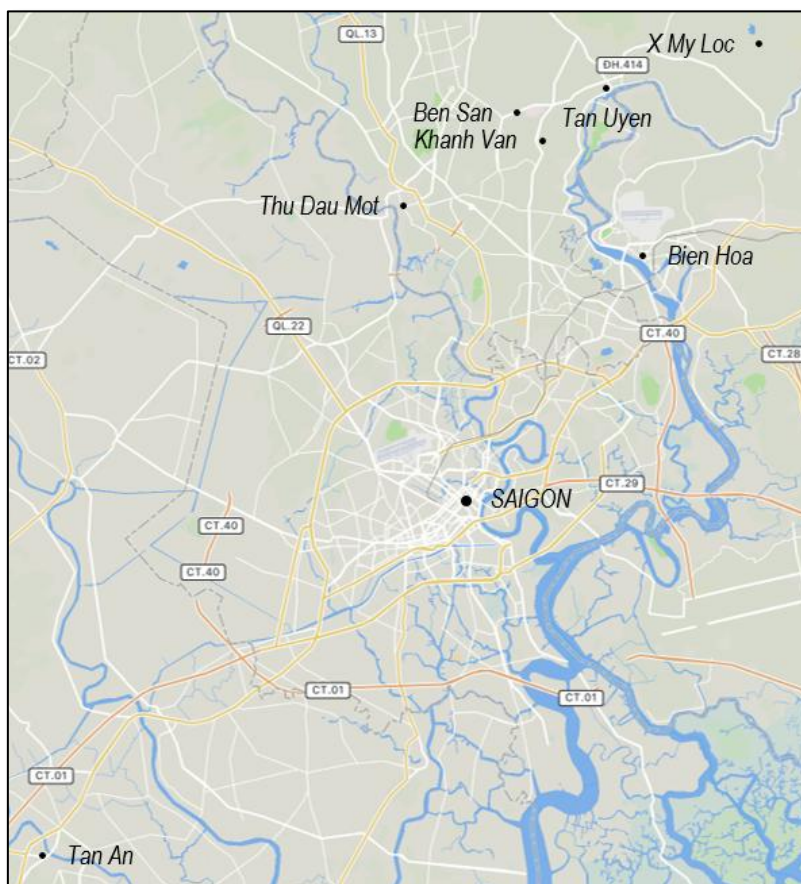 QL.13
X My Loc
ĐH.414
Ben San
Tan Uyen
Khanh Van
Thu Dau Mot
Bien Hoa
QL.22
CT.40
CT.02
CT.28
CT.29
SAIGON
CT.40
CT.40
CT.01
CT.01
CT.01
Tan An